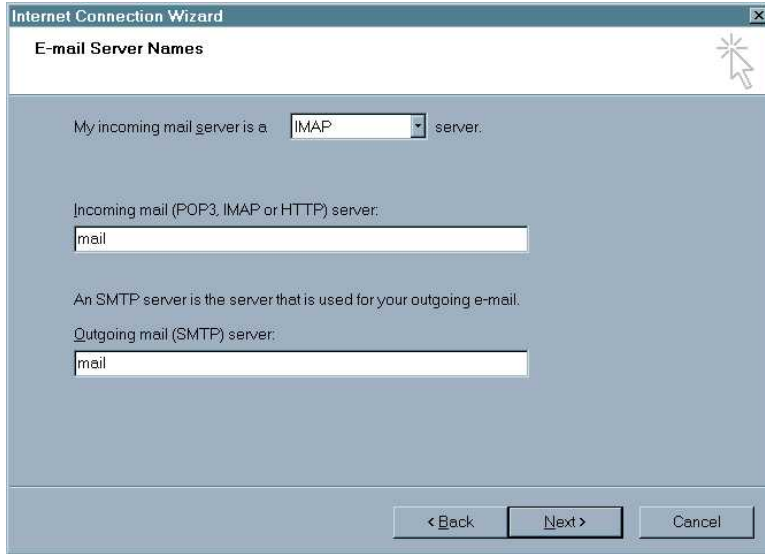 Internet Connection Wizard
E-mail Server Names
My incoming mail server is a IMAP server.
Incoming mail (POP3, IMAP or HTTP) server:
mail
An SMTP server is the server that is used for your outgoing e-mail.
Outgoing mail (SMTP) server:
mail
< Back Next > Cancel